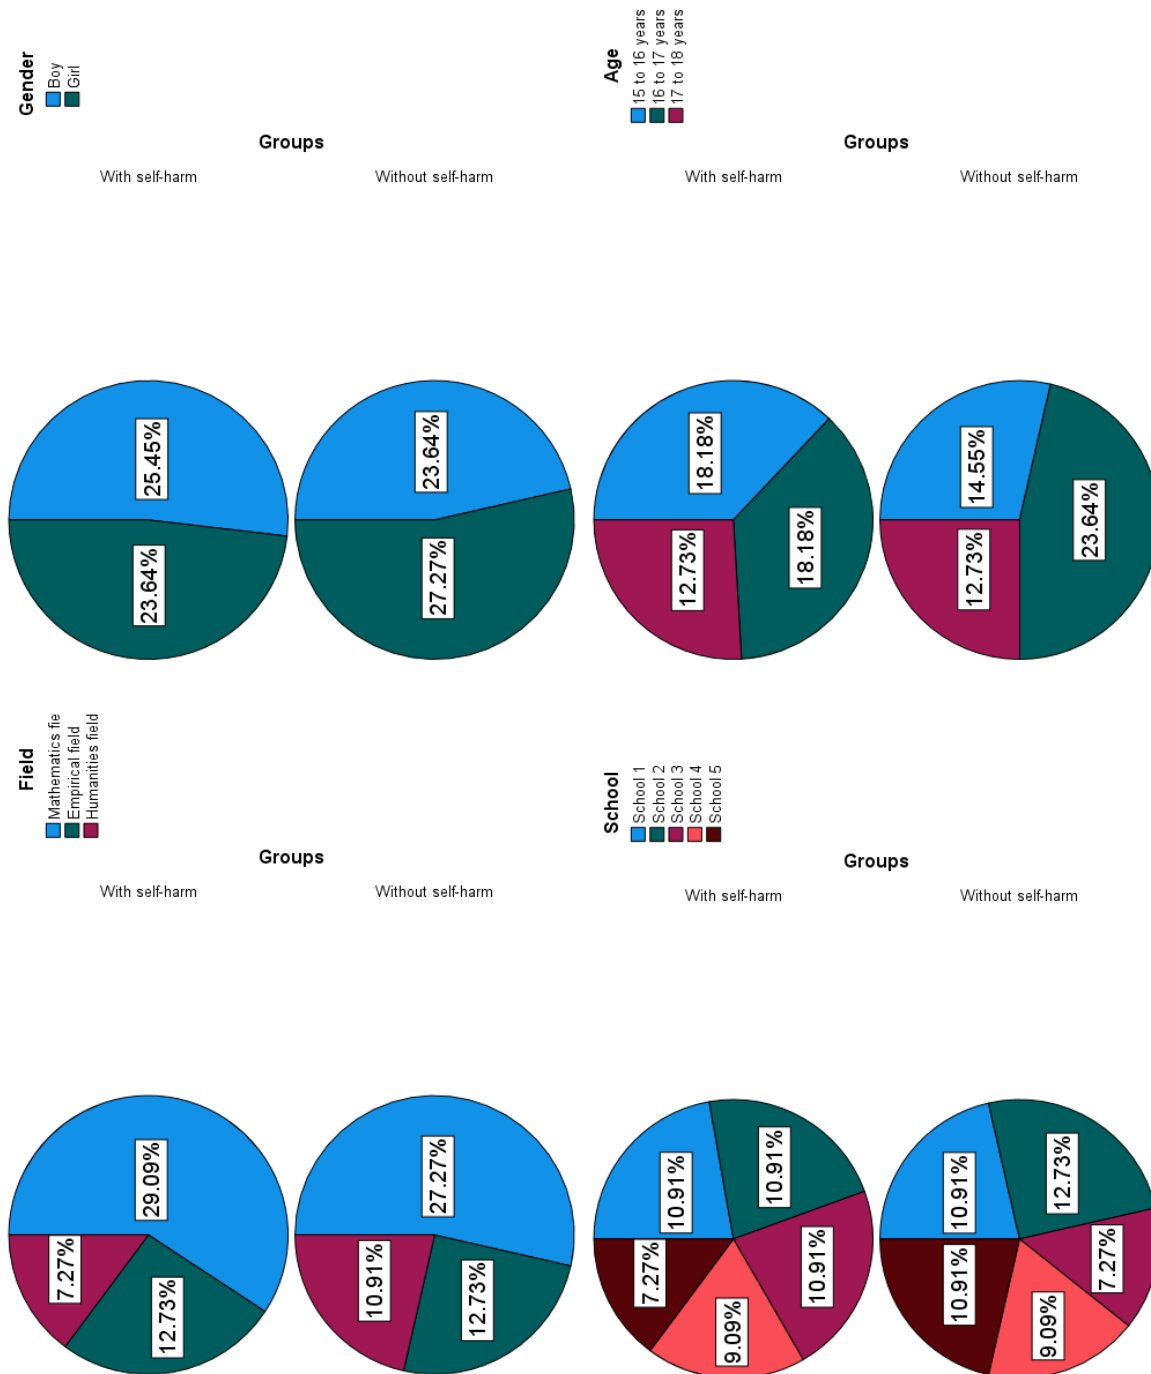 Gender
Boy
Girl
Groups
With self-harm
Without self-harm
25.45%
23.64%
23.64%
27.27%
Age
15 to 16 years
16 to 17 years
17 to 18 years
Groups
With self-harm
Without self-harm
18.18%
18.18%
12.73%
14.55%
23.64%
12.73%
Field
Mathematics fie
Empirical field
Humanities field
Groups
With self-harm
Without self-harm
29.09%
12.73%
7.27%
27.27%
12.73%
10.91%
School
School 1
School 2
School 3
School 4
School 5
Groups
With self-harm
Without self-harm
10.91%
10.91%
10.91%
9.09%
7.27%
10.91%
12.73%
7.27%
9.09%
10.91%